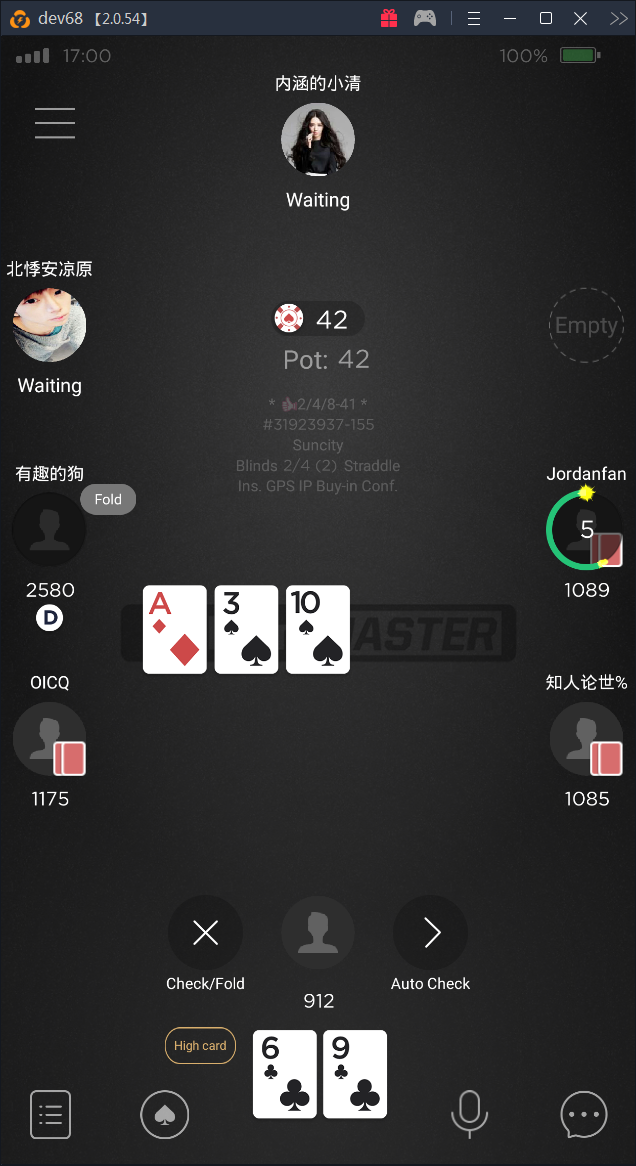 dev68 【2.0.54】
17:00
100%
内涵的小清
Waiting
北悸安凉原
Waiting
42
Empty
Pot: 42
* 2/4/8-41 *
#31923937-155
Suncity
Blinds 2/4 (2) Straddle
Ins. GPS IP Buy-in Conf.
有趣的狗
Fold
Jordanfan
5
2580
1089
D
A
3
10
MASTER
OICQ
知人论世%
1175
1085
Check/Fold
Auto Check
912
High card
6
9